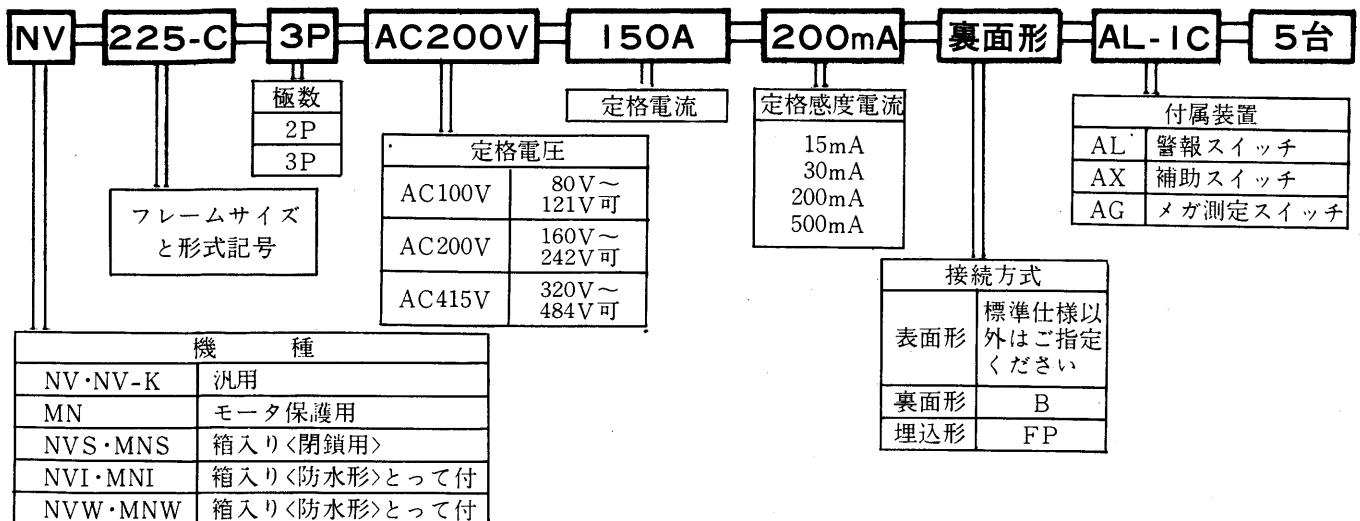 NV 225-C 3P AC200V 150A 200mA 裏面形 AL-1C 5台
極数
2P
3P
定格電流
定格感度電流
15mA
30mA
200mA
500mA
付属装置
AL 警報スイッチ
AX 補助スイッチ
AG メガ測定スイッチ
定格電圧
AC100V 80V～
121V可
AC200V 160V～
242V可
AC415V 320V～
484V可
フレームサイズ
と形式記号
接続方式
表面形 標準仕様以
外はご指定
ください
裏面形 B
埋込形 FP
機種
NV・NV-K 汎用
MN モータ保護用
NVS・MNS 箱入り<閉鎖用>
NVI・MNI 箱入り<防水形>とって付
NVW・MNW 箱入り<防水形>とって付